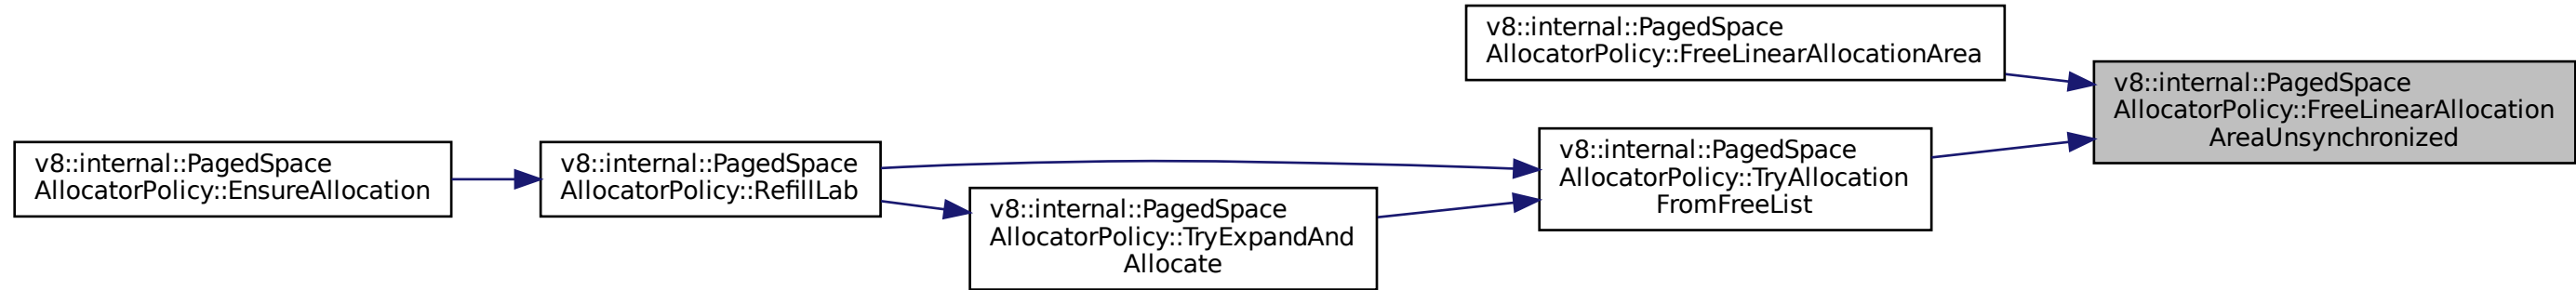 v8::internal::PagedSpace
AllocatorPolicy::EnsureAllocation
v8::internal::PagedSpace
AllocatorPolicy::RefillLab
v8::internal::PagedSpace
AllocatorPolicy::TryExpandAnd
Allocate
v8::internal::PagedSpace
AllocatorPolicy::FreeLinearAllocationArea
v8::internal::PagedSpace
AllocatorPolicy::TryAllocation
FromFreeList
v8::internal::PagedSpace
AllocatorPolicy::FreeLinearAllocation
AreaUnsynchronized